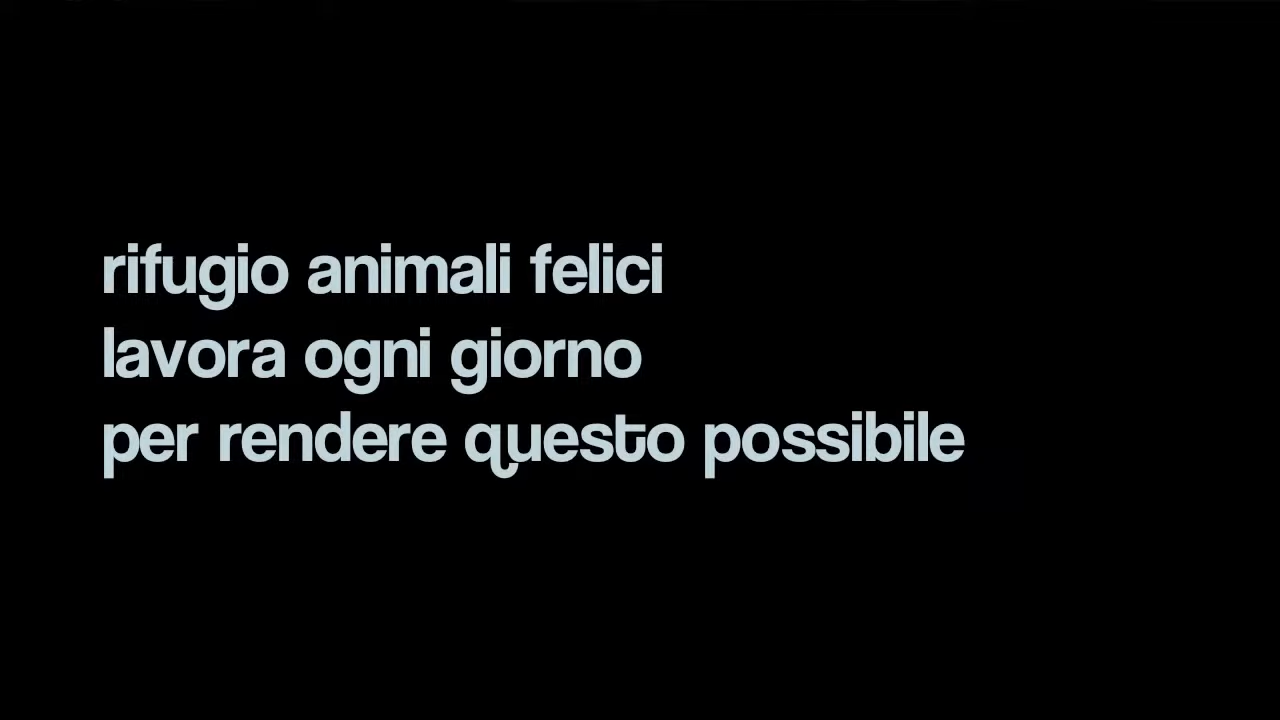 rifugio animali felici
lavora ogni giorno
per rendere questo possibile